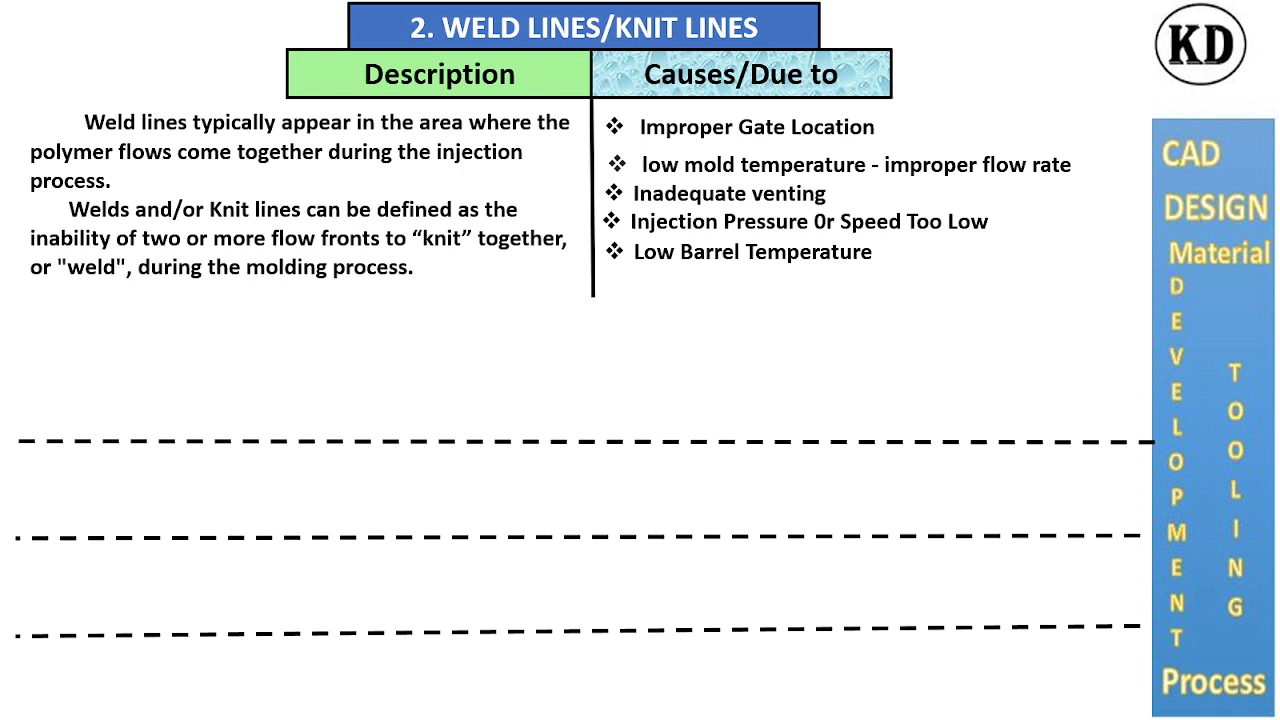 2. WELD LINES/KNIT LINES
Description
Causes/Due to
Weld lines typically appear in the area where the
polymer flows come together during the injection
process.
Welds and/or Knit lines can be defined as the
inability of two or more flow fronts to “knit” together,
or "weld", during the molding process.
❖ Improper Gate Location
❖ low mold temperature - improper flow rate
❖ Inadequate venting
❖ Injection Pressure 0r Speed Too Low
❖ Low Barrel Temperature
KD
CAD
DESIGN
Material
DEVELOPMENT
TOOLING
Process